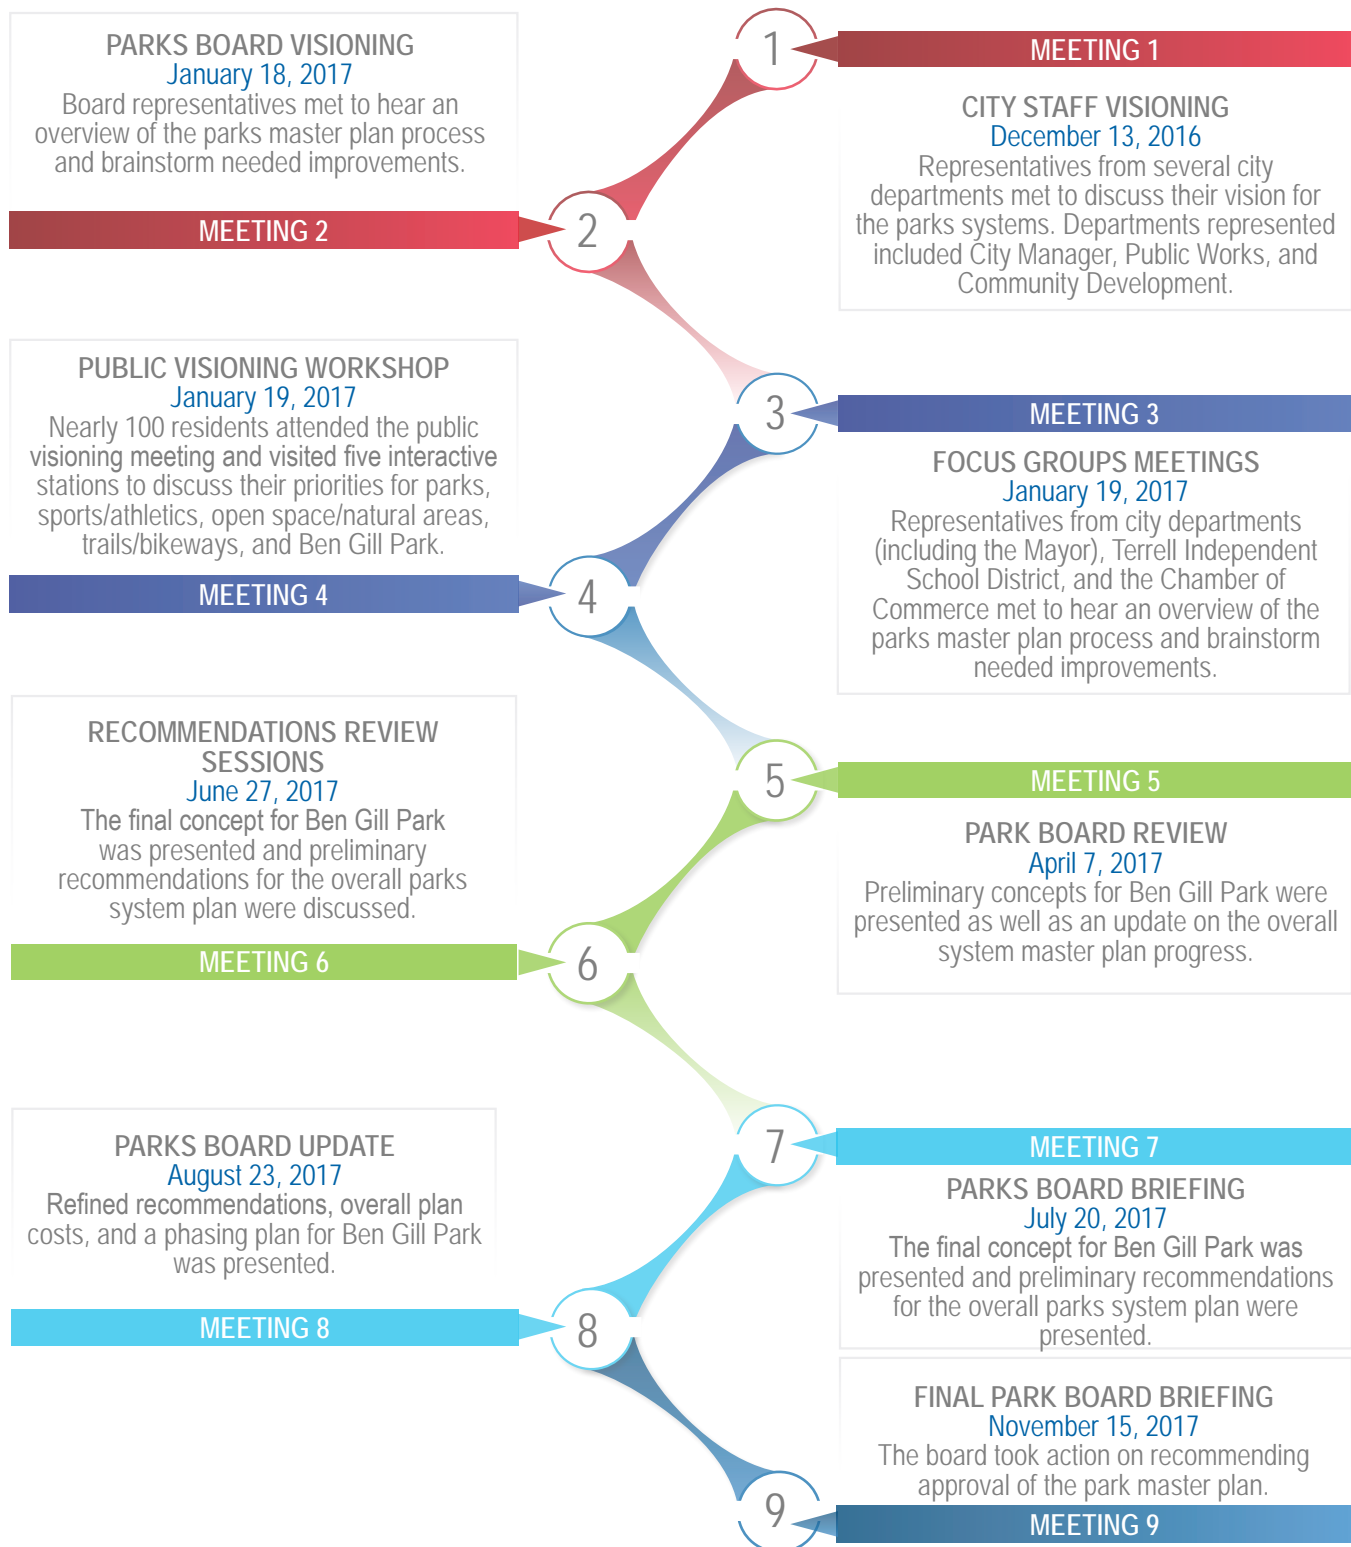 1
MEETING 1
CITY STAFF VISIONING
December 13, 2016
Representatives from several city
departments met to discuss their vision for
the parks systems. Departments represented
included City Manager, Public Works, and
Community Development.
PARKS BOARD VISIONING
January 18, 2017
Board representatives met to hear an
overview of the parks master plan process
and brainstorm needed improvements.
MEETING 2
2
3
MEETING 3
FOCUS GROUPS MEETINGS
January 19, 2017
Representatives from city departments
(including the Mayor), Terrell Independent
School District, and the Chamber of
Commerce met to hear an overview of the
parks master plan process and brainstorm
needed improvements.
PUBLIC VISIONING WORKSHOP
January 19, 2017
Nearly 100 residents attended the public
visioning meeting and visited five interactive
stations to discuss their priorities for parks,
sports/athletics, open space/natural areas,
trails/bikeways, and Ben Gill Park.
MEETING 4
4
5
MEETING 5
PARK BOARD REVIEW
April 7, 2017
Preliminary concepts for Ben Gill Park were
presented as well as an update on the overall
system master plan progress.
RECOMMENDATIONS REVIEW
SESSIONS
June 27, 2017
The final concept for Ben Gill Park
was presented and preliminary
recommendations for the overall parks
system plan were discussed.
MEETING 6
6
7
MEETING 7
PARKS BOARD BRIEFING
July 20, 2017
The final concept for Ben Gill Park was
presented and preliminary recommendations
for the overall parks system plan were
presented.
PARKS BOARD UPDATE
August 23, 2017
Refined recommendations, overall plan
costs, and a phasing plan for Ben Gill Park
was presented.
MEETING 8
8
FINAL PARK BOARD BRIEFING
November 15, 2017
The board took action on recommending
approval of the park master plan.
9
MEETING 9